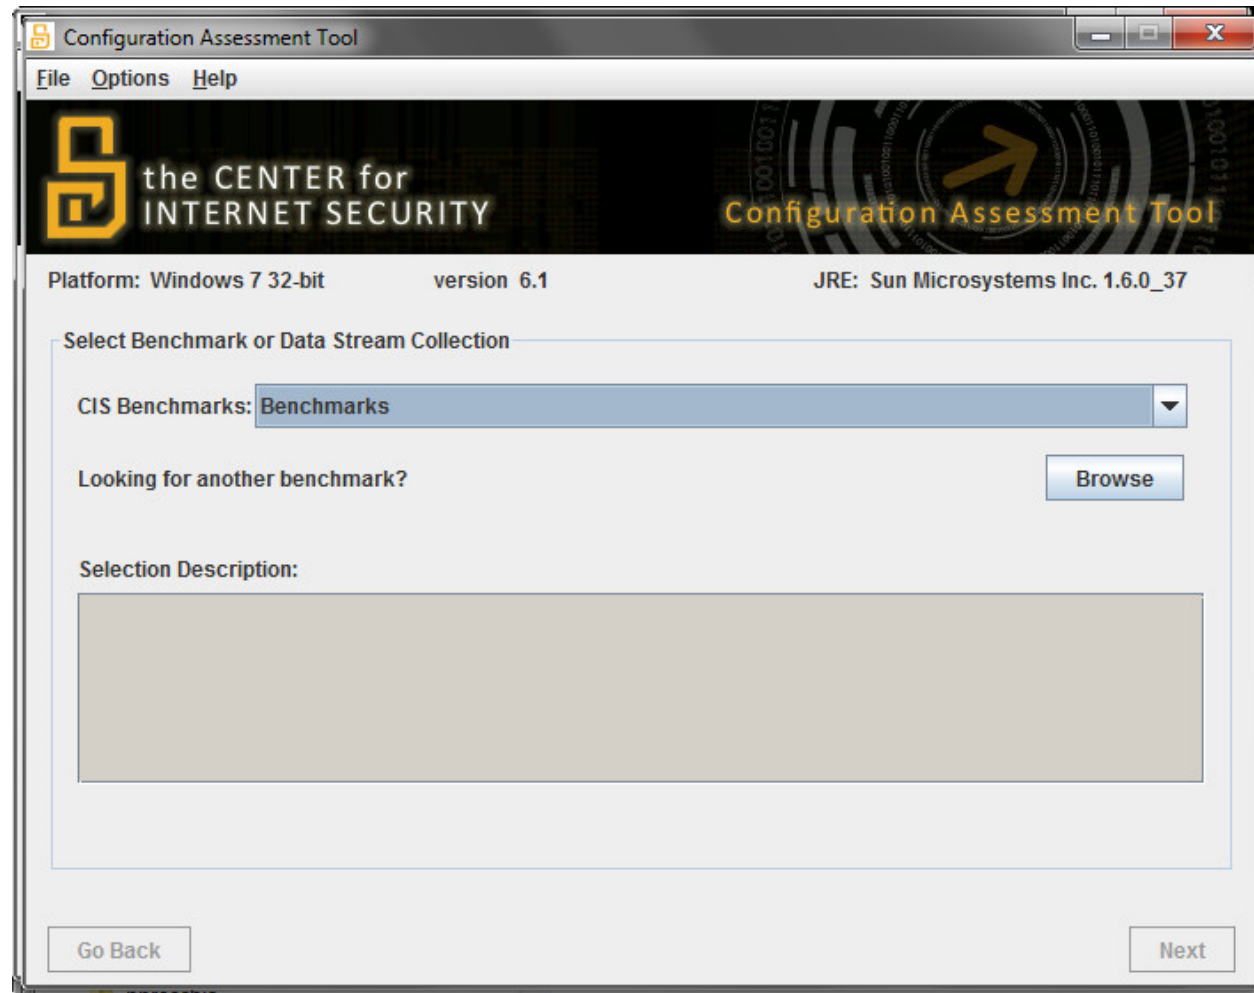 Configuration Assessment Tool
File Options Help
the CENTER for
INTERNET SECURITY
Configuration Assessment Tool
Platform: Windows 7 32-bit version 6.1 JRE: Sun Microsystems Inc. 1.6.0_37
Select Benchmark or Data Stream Collection
CIS Benchmarks: Benchmarks
Looking for another benchmark? Browse
Selection Description:
Go Back Next